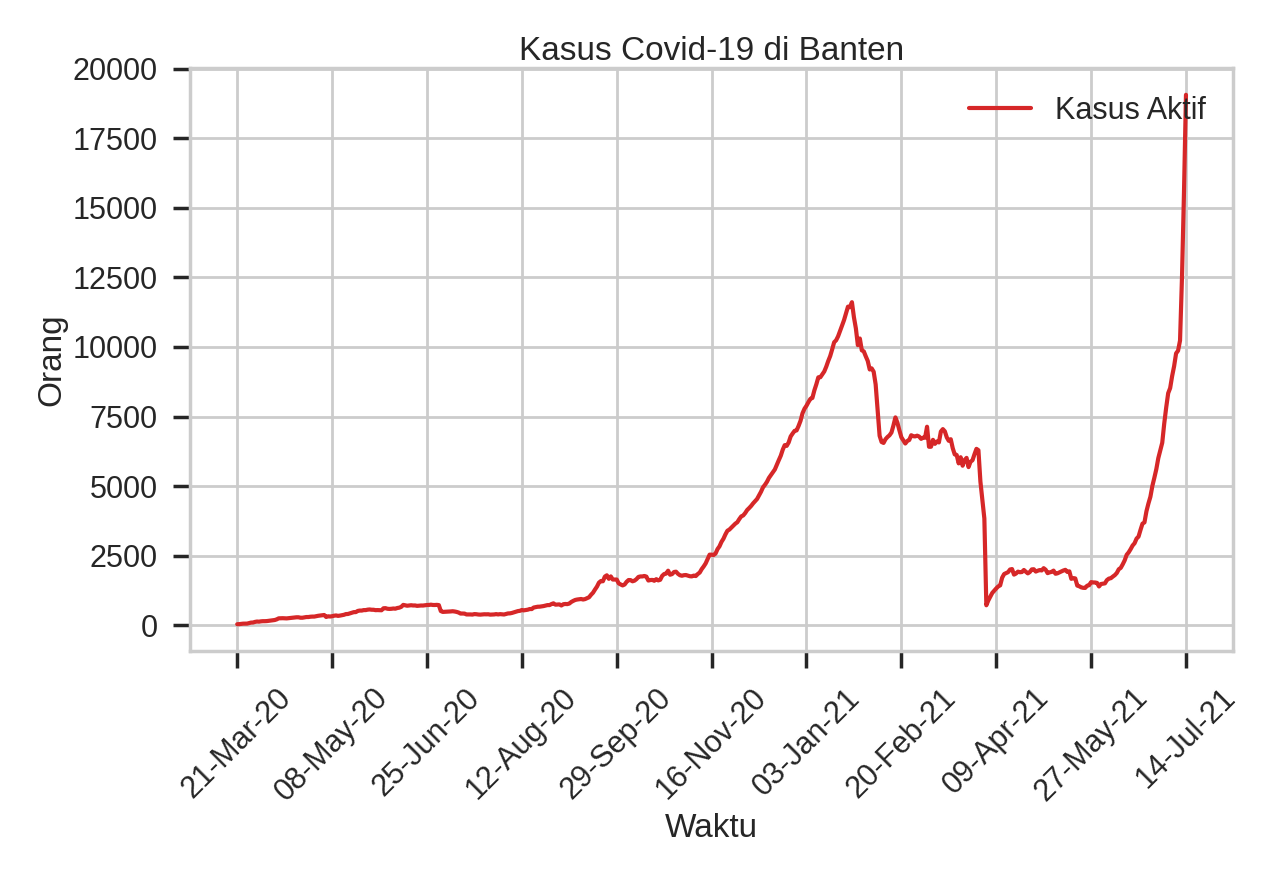 Kasus Covid-19 di Banten
Kasus Aktif
Orang
20000
17500
15000
12500
10000
7500
5000
2500
0
21-Mar-20
08-May-20
25-Jun-20
12-Aug-20
29-Sep-20
16-Nov-20
03-Jan-21
20-Feb-21
09-Apr-21
27-May-21
14-Jul-21
Waktu